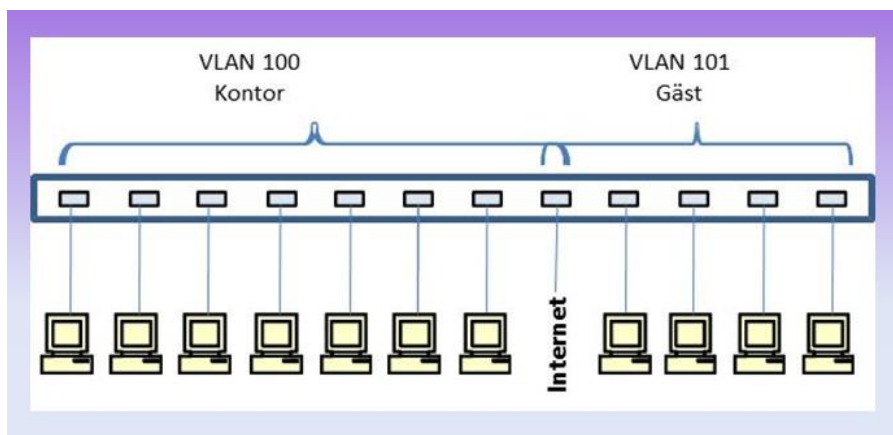 VLAN 100
Kontor
VLAN 101
Gäst
Internet